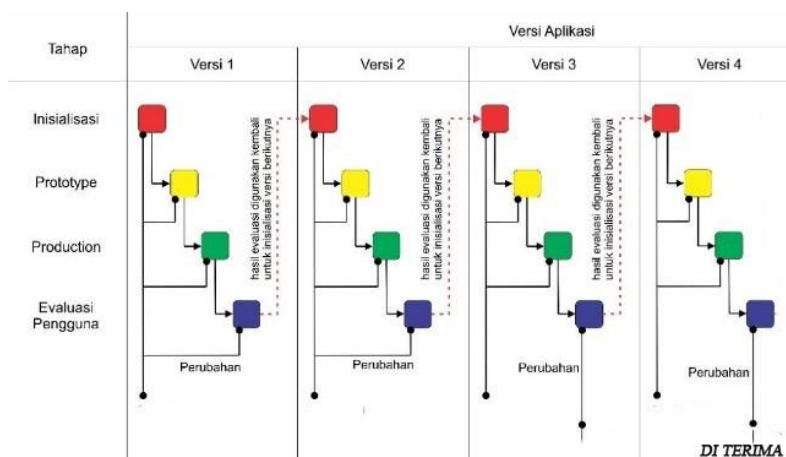 Versi Aplikasi
Tahap
Versi 1
Versi 2
Versi 3
Versi 4
Inisialisasi
Prototype
Production
Evaluasi
Pengguna
hasil evaluasi digunakan kembali
untuk inisialisasi versi berikutnya
hasil evaluasi digunakan kembali
untuk inisialisasi versi berikutnya
hasil evaluasi digunakan kembali
untuk inisialisasi versi berikutnya
Perubahan
Perubahan
Perubahan
Perubahan
DI TERIMA